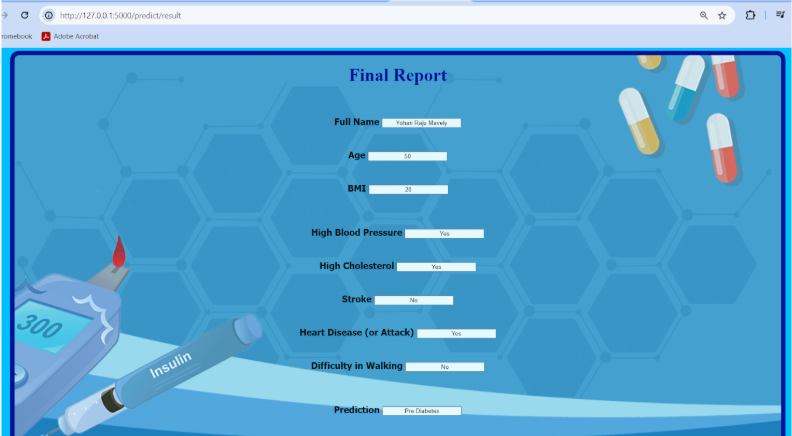 http://127.0.0.1:5000/predict/result
romebook Adobe Acrobat
Final Report
Full Name Yohan Raju Mavely
Age 50
BMI 20
High Blood Pressure Yes
High Cholesterol Yes
Stroke No
Heart Disease (or Attack) Yes
300
Difficulty in Walking No
Insulin
Prediction Pre Diabetes